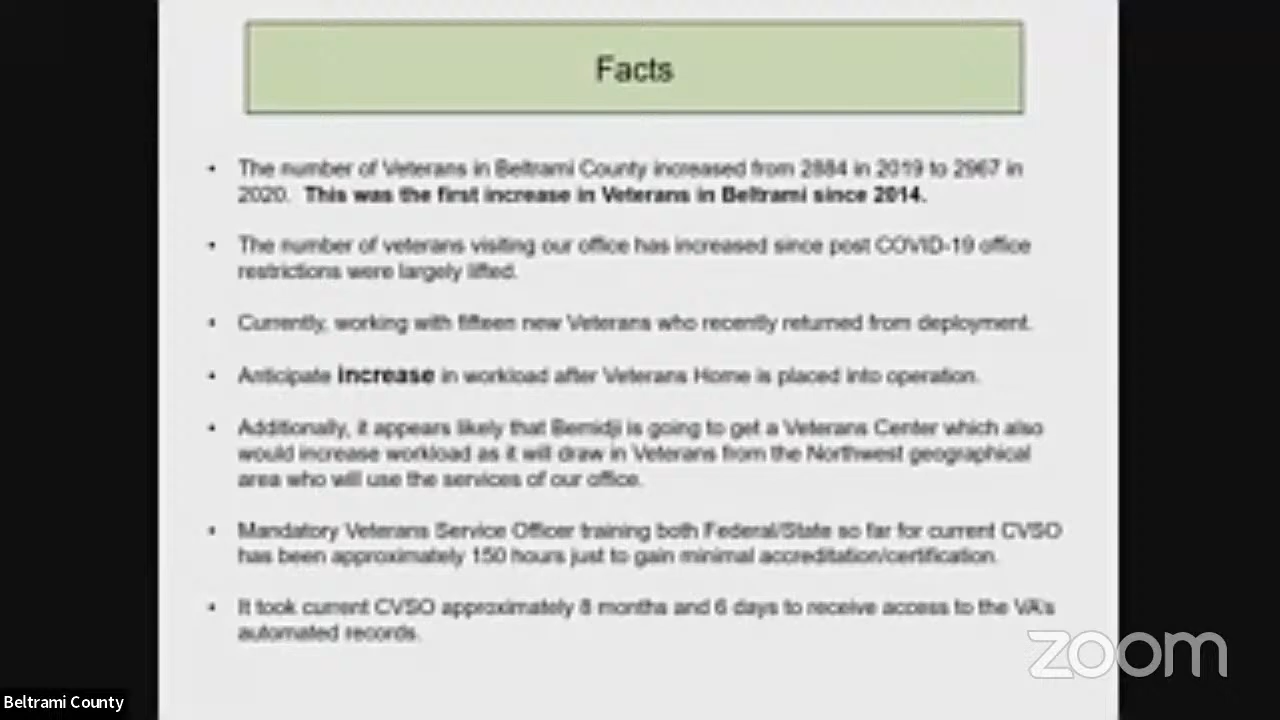 Facts
• The number of Veterans in Beltrami County increased from 2884 in 2019 to 2967 in
2020. This was the first increase in Veterans in Beltrami since 2014.
• The number of veterans visiting our office has increased since post COVID-19 office
restrictions were largely lifted.
• Currently, working with fifteen new Veterans who recently returned from deployment.
• Anticipate increase in workload after Veterans Home is placed into operation.
• Additionally, it appears likely that Bemidji is going to get a Veterans Center which also
would increase workload as it will draw in Veterans from the Northwest geographical
area who will use the services of our office.
• Mandatory Veterans Service Officer training both Federal/State so far for current CVSO
has been approximately 150 hours just to gain minimal accreditation/certification.
• It took current CVSO approximately 8 months and 6 days to receive access to the VA's
automated records.
zoom
Beltrami County